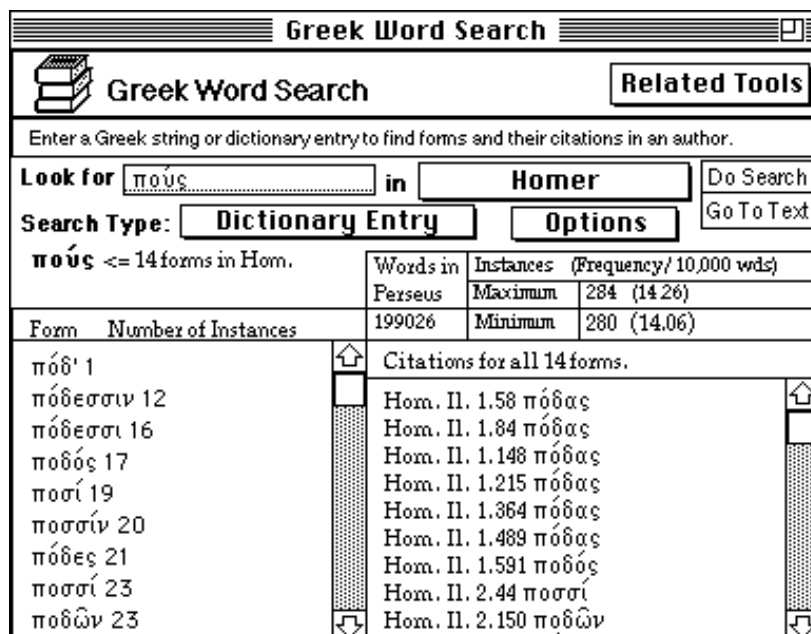 Greek Word Search
Greek Word Search
Related Tools
Enter a Greek string or dictionary entry to find forms and their citations in an author.
Look for πούς in Homer Do Search
Search Type: Dictionary Entry Options Go To Text
πούς <= 14 forms in Hom.
Words in Perseus 199026
Instances (Frequency/ 10,000 wds)
Maximum 284 (14.26)
Minimum 280 (14.06)
Form Number of Instances
πόδ' 1
πόδεσσιν 12
πόδεσσι 16
ποδός 17
ποσί 19
ποσσίν 20
πόδες 21
ποσσί 23
ποδῶν 23
Citations for all 14 forms.
Hom. Il. 1.58 πόδας
Hom. Il. 1.84 πόδας
Hom. Il. 1.148 πόδας
Hom. Il. 1.215 πόδας
Hom. Il. 1.364 πόδας
Hom. Il. 1.489 πόδας
Hom. Il. 1.591 ποδός
Hom. Il. 2.44 ποσσί
Hom. Il. 2.150 ποδῶν